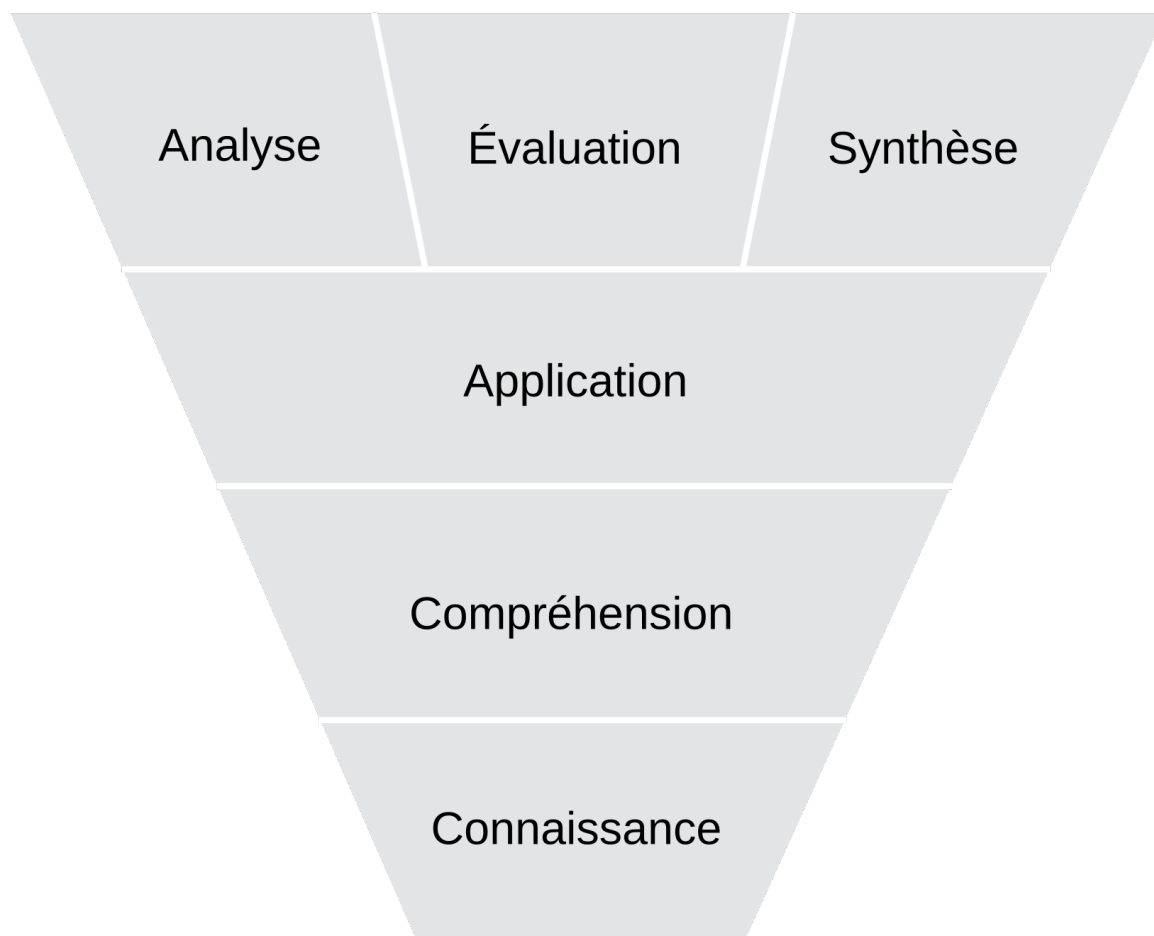 Analyse
Évaluation
Synthèse
Application
Compréhension
Connaissance